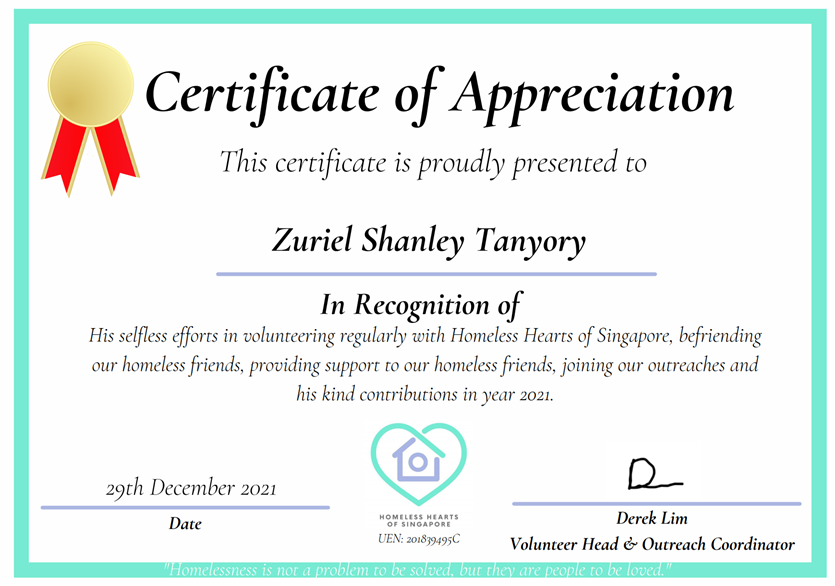 Certificate of Appreciation
This certificate is proudly presented to
Zuriel Shanley Tanyory
In Recognition of
His selfless efforts in volunteering regularly with Homeless Hearts of Singapore, befriending
our homeless friends, providing support to our homeless friends, joining our outreaches and
his kind contributions in year 2021.
29th December 2021
Date
HOMELESS HEARTS
OF SINGAPORE
UEN: 201839495C
Derek Lim
Volunteer Head & Outreach Coordinator
"Homelessness is not a problem to be solved, but they are people to be loved."